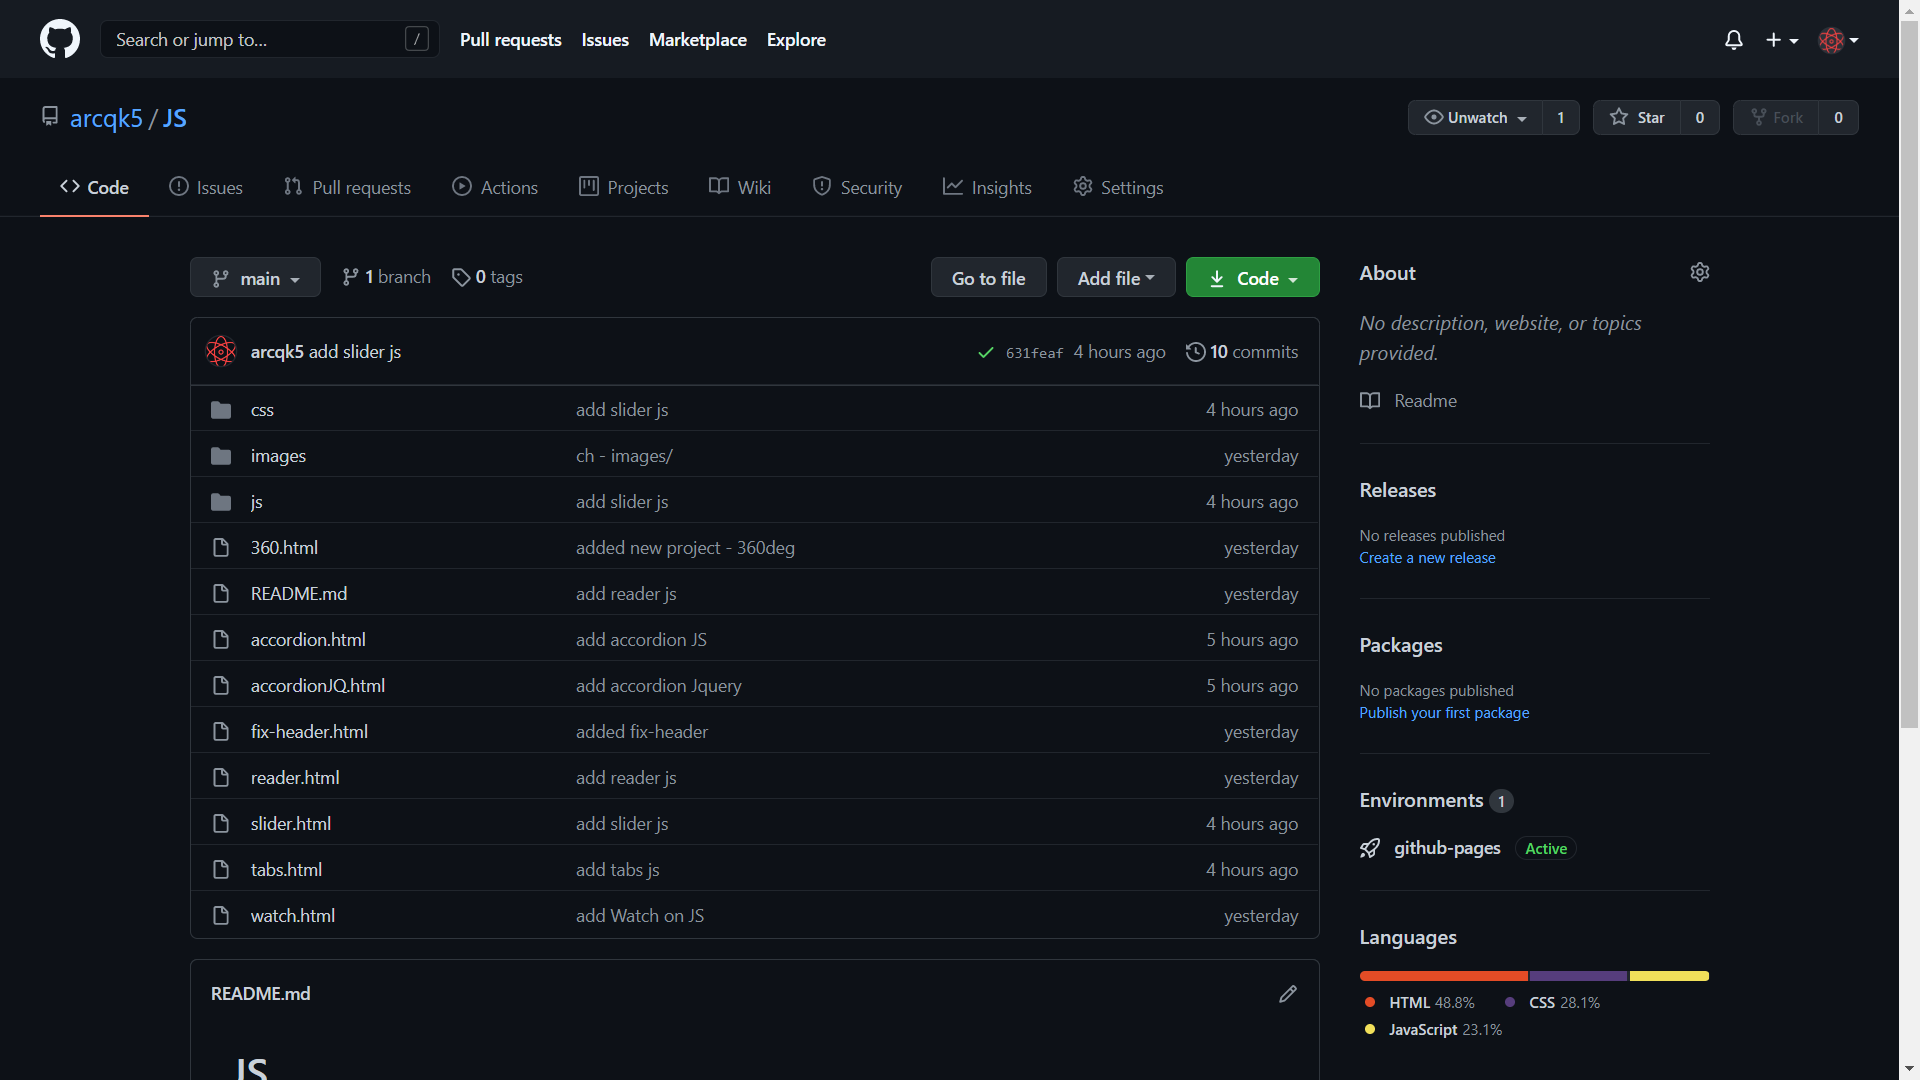 Search or jump to... /
Pull requests Issues Marketplace Explore
arcqk5 / JS
Unwatch 1 Star 0 Fork 0
Code Issues Pull requests Actions Projects Wiki Security Insights Settings
main 1 branch 0 tags Go to file Add file Code
arcqk5 add slider js 631feaf 4 hours ago 10 commits
css add slider js 4 hours ago
images ch - images/ yesterday
js add slider js 4 hours ago
360.html added new project - 360deg yesterday
README.md add reader js yesterday
accordion.html add accordion JS 5 hours ago
accordionJQ.html add accordion Jquery 5 hours ago
fix-header.html added fix-header yesterday
reader.html add reader js yesterday
slider.html add slider js 4 hours ago
tabs.html add tabs js 4 hours ago
watch.html add Watch on JS yesterday
README.md
JS
About
No description, website, or topics
provided.
Readme
Releases
No releases published
Create a new release
Packages
No packages published
Publish your first package
Environments 1
github-pages Active
Languages
HTML 48.8% CSS 28.1%
JavaScript 23.1%